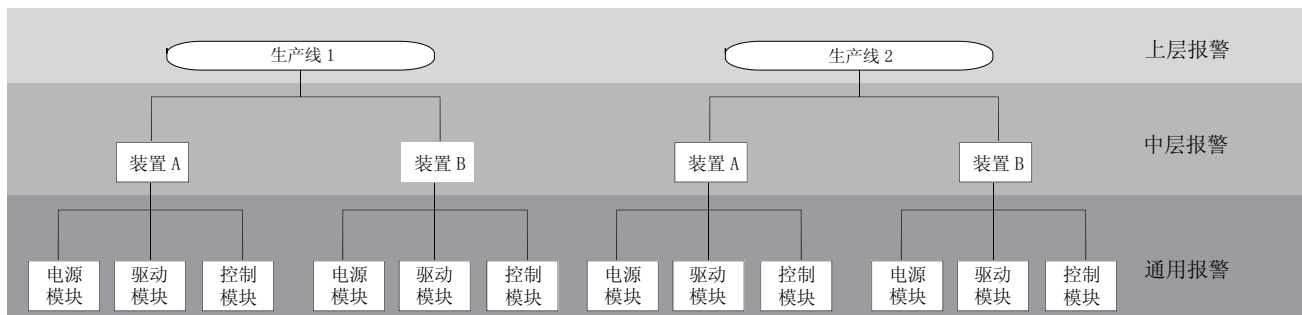 生产线 1
生产线 2
上层报警
装置 A
装置 B
装置 A
装置 B
中层报警
电源
模块
驱动
模块
控制
模块
电源
模块
驱动
模块
控制
模块
电源
模块
驱动
模块
控制
模块
电源
模块
驱动
模块
控制
模块
通用报警